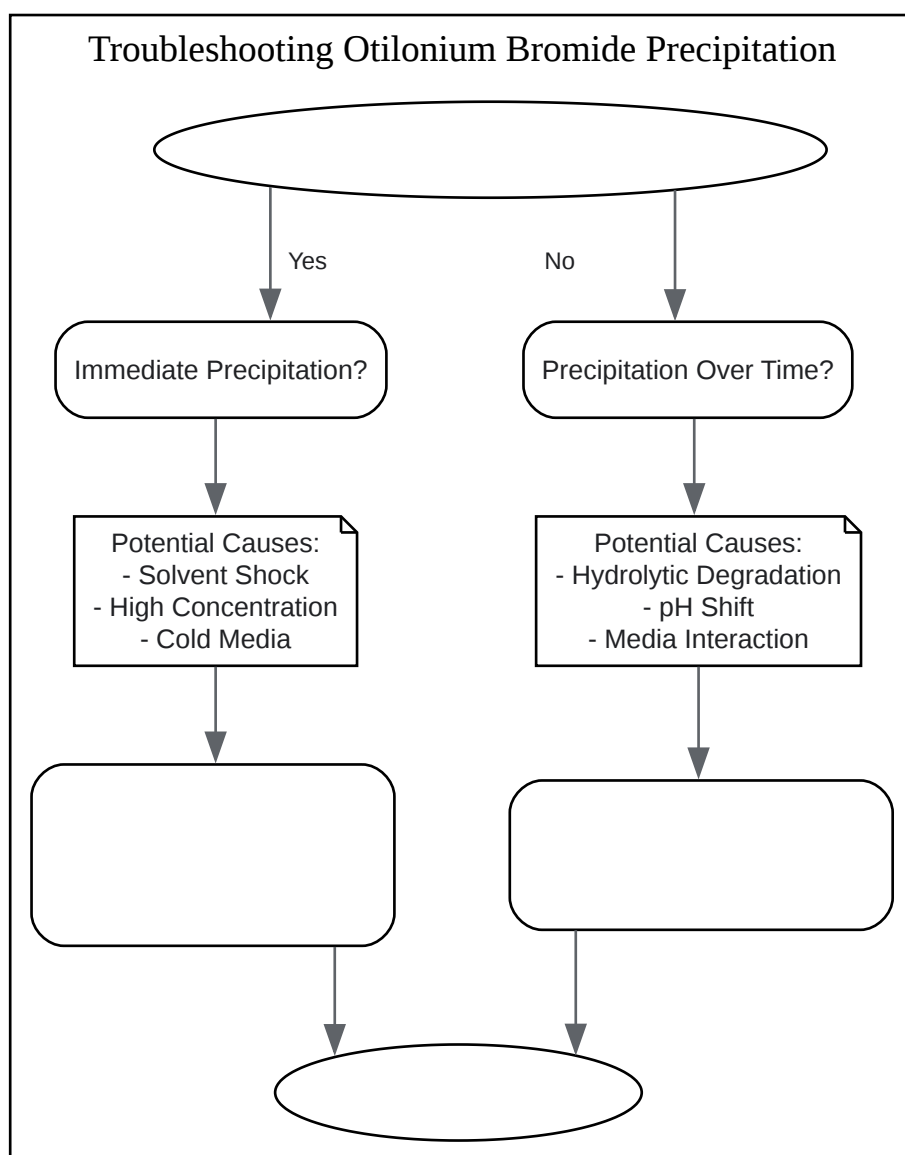 Troubleshooting Otilonium Bromide Precipitation
Yes
No
Immediate Precipitation?
Precipitation Over Time?
Potential Causes:
- Solvent Shock
- High Concentration
- Cold Media
Potential Causes:
- Hydrolytic Degradation
- pH Shift
- Media Interaction